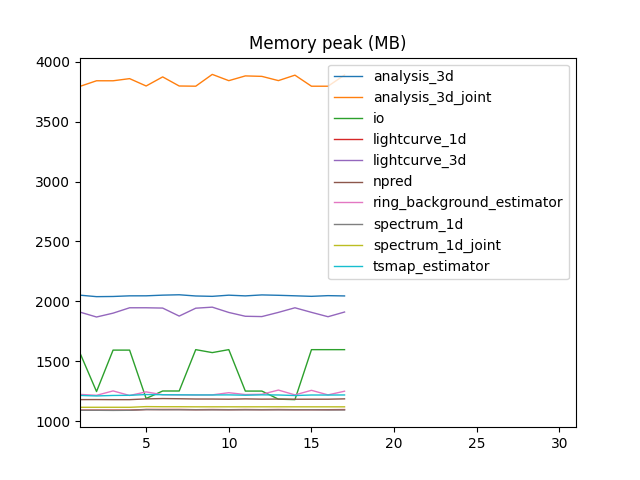 Memory peak (MB)
4000
3500
3000
2500
2000
1500
1000
5
10
15
20
25
30
analysis_3d
analysis_3d_joint
io
lightcurve_1d
lightcurve_3d
npred
ring_background_estimator
spectrum_1d
spectrum_1d_joint
tsmap_estimator